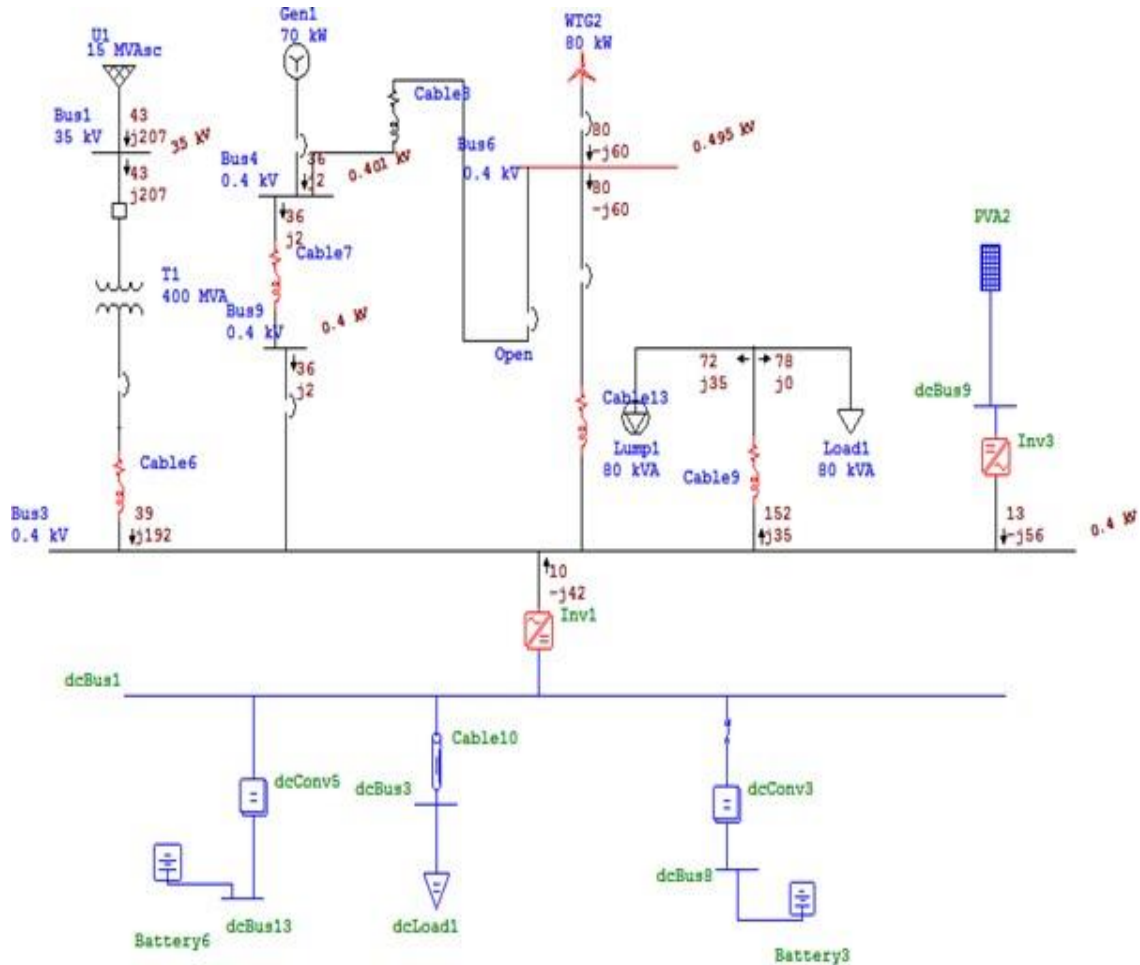 U1
15 MVAsc
Gen1
70 kW
WTG2
80 kW
Cable8
Bus1
35 kV
43
j207
35 kV
43
j207
Bus4
0.4 kV
36
j2
0.401 kV
Bus6
0.4 kV
80
-j60
0.495 kV
80
-j60
36
j2
Cable7
PVA2
T1
400 MVA
Bus9
0.4 kV
0.4 kV
Open
36
j2
72
j35
78
j0
dcBus9
Cable13
Lump1
80 kVA
Load1
80 kVA
Inv3
Cable6
Cable9
Bus3
0.4 kV
39
j192
152
j35
13
-j56
0.4 kV
10
-j42
Inv1
dcBus1
Cable10
dcConv5
dcBus3
dcConv3
dcBus8
dcBus13
dcLoad1
Battery6
Battery3